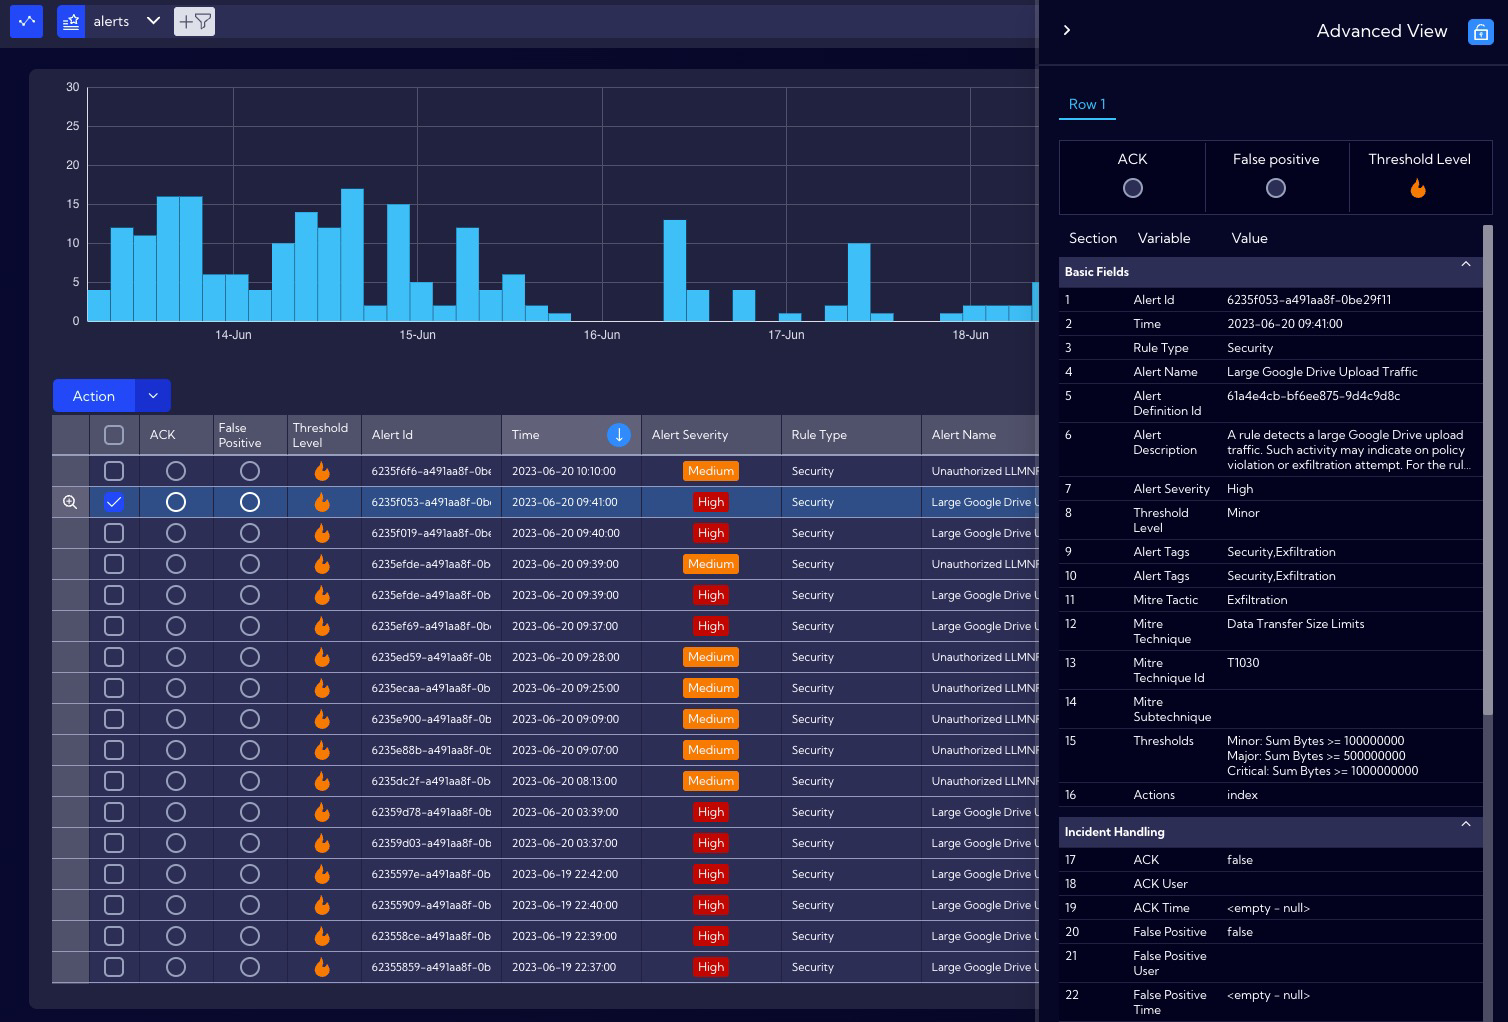 alerts
Advanced View
Row 1
ACK
False positive
Threshold Level
30
25
20
15
10
5
0
14-Jun
15-Jun
16-Jun
17-Jun
18-Jun
Action
ACK
False
Positive
Threshold
Level
Alert Id
Time
Alert Severity
Rule Type
Alert Name
6235f6f6-a491aa8f-0be 2023-06-20 10:10:00 Medium Security Unauthorized LLMNR
6235f053-a491aa8f-0be 2023-06-20 09:41:00 High Security Large Google Drive U
6235f019-a491aa8f-0be 2023-06-20 09:40:00 High Security Large Google Drive U
6235efde-a491aa8f-0b 2023-06-20 09:39:00 Medium Security Unauthorized LLMNR
6235efde-a491aa8f-0b 2023-06-20 09:39:00 High Security Large Google Drive U
6235ef69-a491aa8f-0b 2023-06-20 09:37:00 High Security Large Google Drive U
6235ed59-a491aa8f-0b 2023-06-20 09:28:00 Medium Security Unauthorized LLMNR
6235ecaa-a491aa8f-0b 2023-06-20 09:25:00 Medium Security Unauthorized LLMNR
6235e900-a491aa8f-0b 2023-06-20 09:09:00 Medium Security Unauthorized LLMNR
6235e88b-a491aa8f-0b 2023-06-20 09:07:00 Medium Security Unauthorized LLMNR
6235dc2f-a491aa8f-0b 2023-06-20 08:13:00 Medium Security Unauthorized LLMNR
62359d78-a491aa8f-0b 2023-06-20 03:39:00 High Security Large Google Drive U
62359d03-a491aa8f-0b 2023-06-20 03:37:00 High Security Large Google Drive U
6235597e-a491aa8f-0b 2023-06-19 22:42:00 High Security Large Google Drive U
62355909-a491aa8f-0b 2023-06-19 22:40:00 High Security Large Google Drive U
623558ce-a491aa8f-0b 2023-06-19 22:39:00 High Security Large Google Drive U
62355859-a491aa8f-0b 2023-06-19 22:37:00 High Security Large Google Drive U
Section Variable Value
Basic Fields
1 Alert Id 6235f053-a491aa8f-0be29f11
2 Time 2023-06-20 09:41:00
3 Rule Type Security
4 Alert Name Large Google Drive Upload Traffic
5 Alert 61a4e4cb-bf6ee875-9d4c9d8c
Definition Id
6 Alert A rule detects a large Google Drive upload
Description traffic. Such activity may indicate on policy
violation or exfiltration attempt. For the rul...
7 Alert Severity High
8 Threshold Minor
Level
9 Alert Tags Security,Exfiltration
10 Alert Tags Security,Exfiltration
11 Mitre Tactic Exfiltration
12 Mitre Data Transfer Size Limits
Technique
13 Mitre T1030
Technique Id
14 Mitre
Subtechnique
15 Thresholds Minor: Sum Bytes >= 100000000
Major: Sum Bytes >= 500000000
Critical: Sum Bytes >= 1000000000
16 Actions index
Incident Handling
17 ACK false
18 ACK User
19 ACK Time <empty - null>
20 False Positive false
21 False Positive
User
22 False Positive <empty - null>
Time